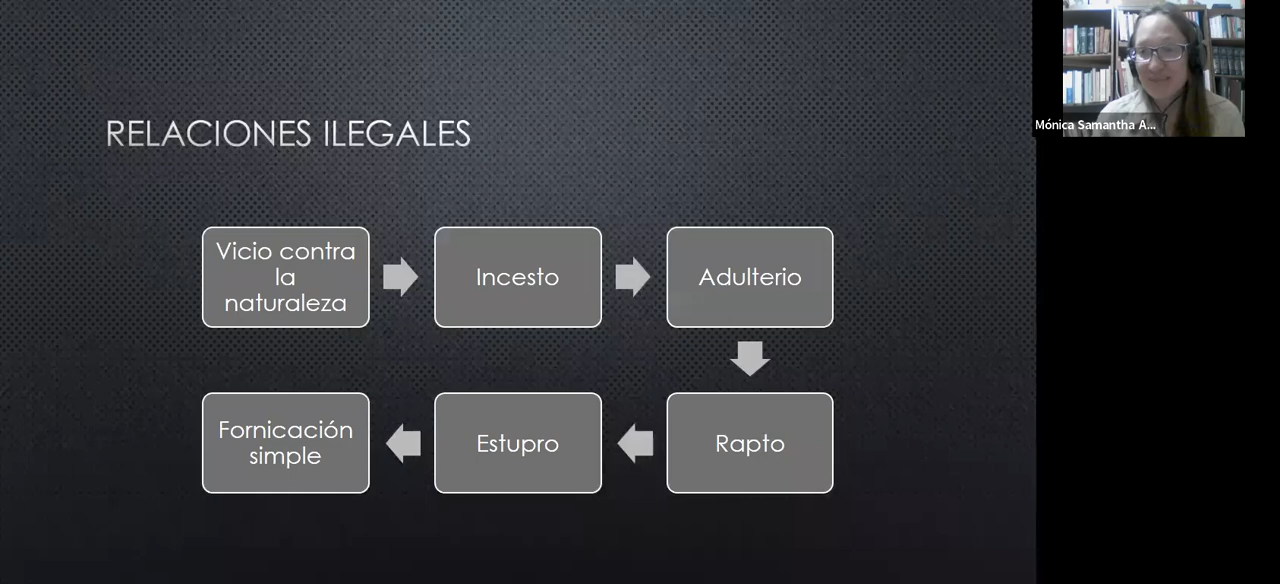 RELACIONES ILEGALES
Vicio contra
la
naturaleza
Incesto
Adulterio
Rapto
Estupro
Fornicación
simple
Mónica Samantha A...